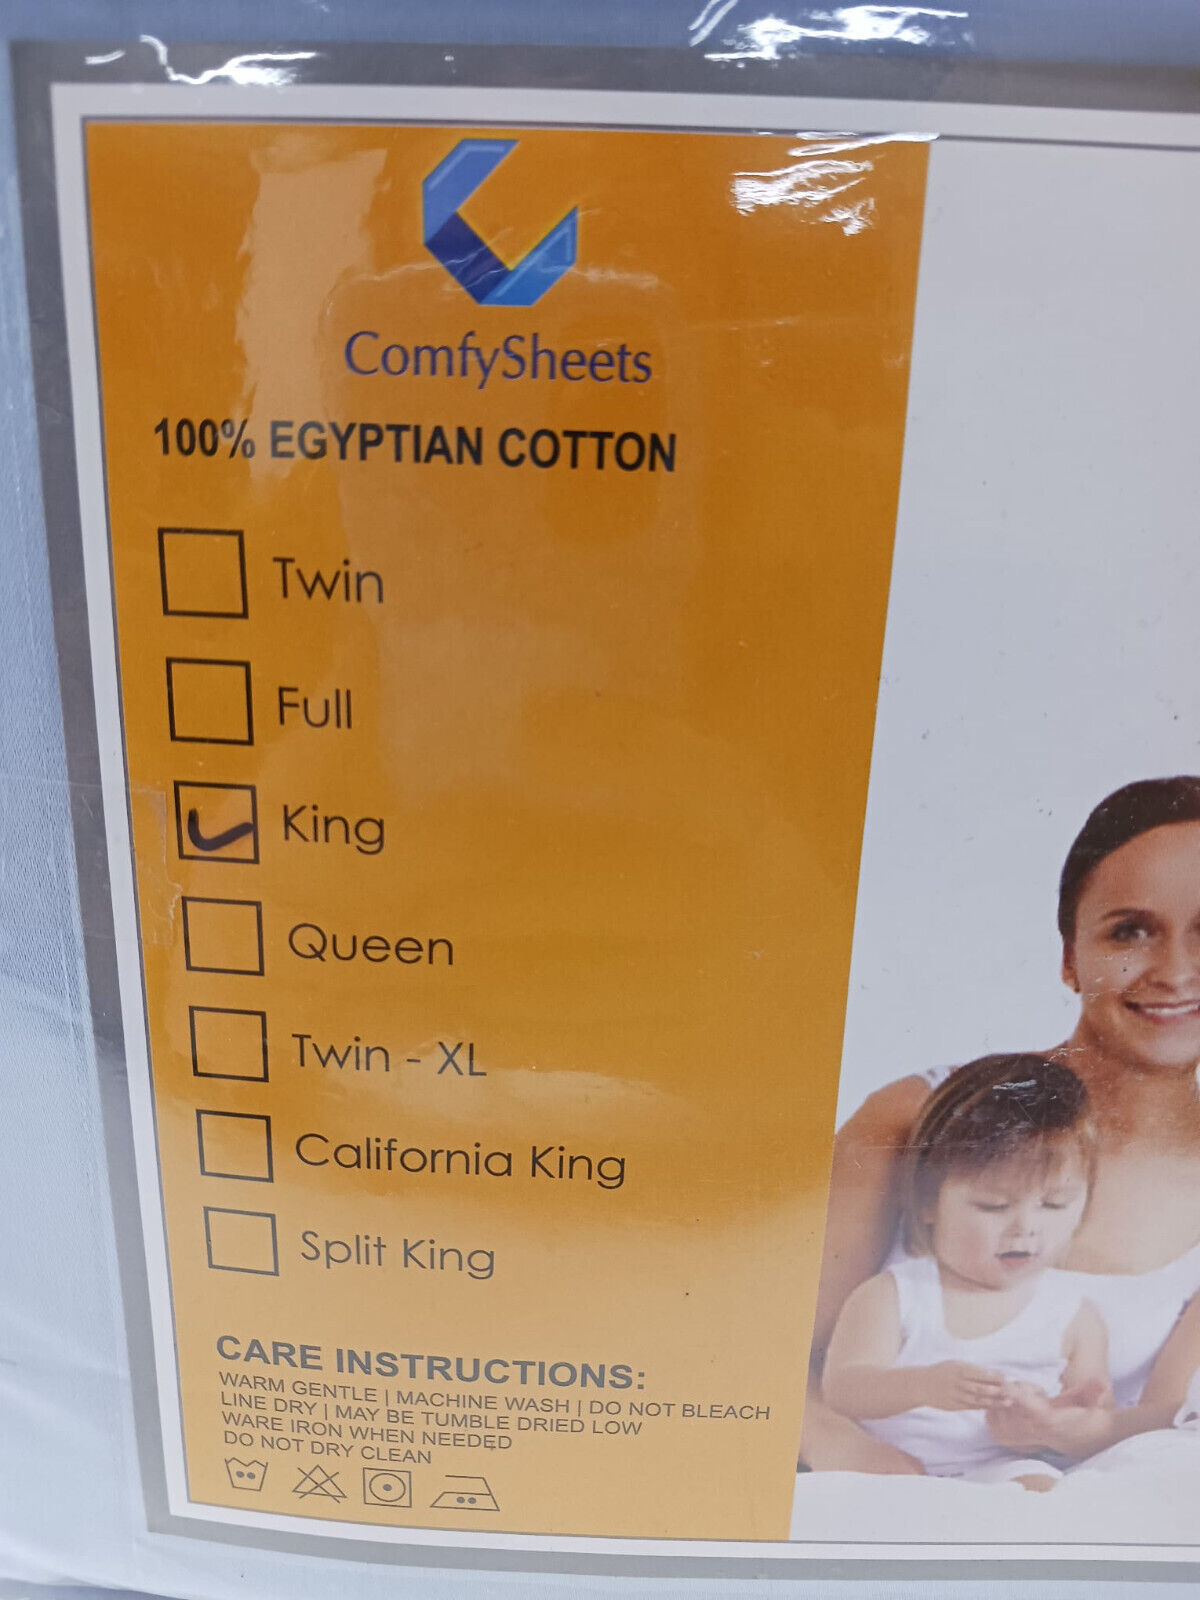 ComfySheets
100% EGYPTIAN COTTON
Twin
Full
King
Queen
Twin - XL
California King
Split King
CARE INSTRUCTIONS:
WARM GENTLE | MACHINE WASH | DO NOT BLEACH
LINE DRY | MAY BE TUMBLE DRIED LOW
WARE IRON WHEN NEEDED
DO NOT DRY CLEAN